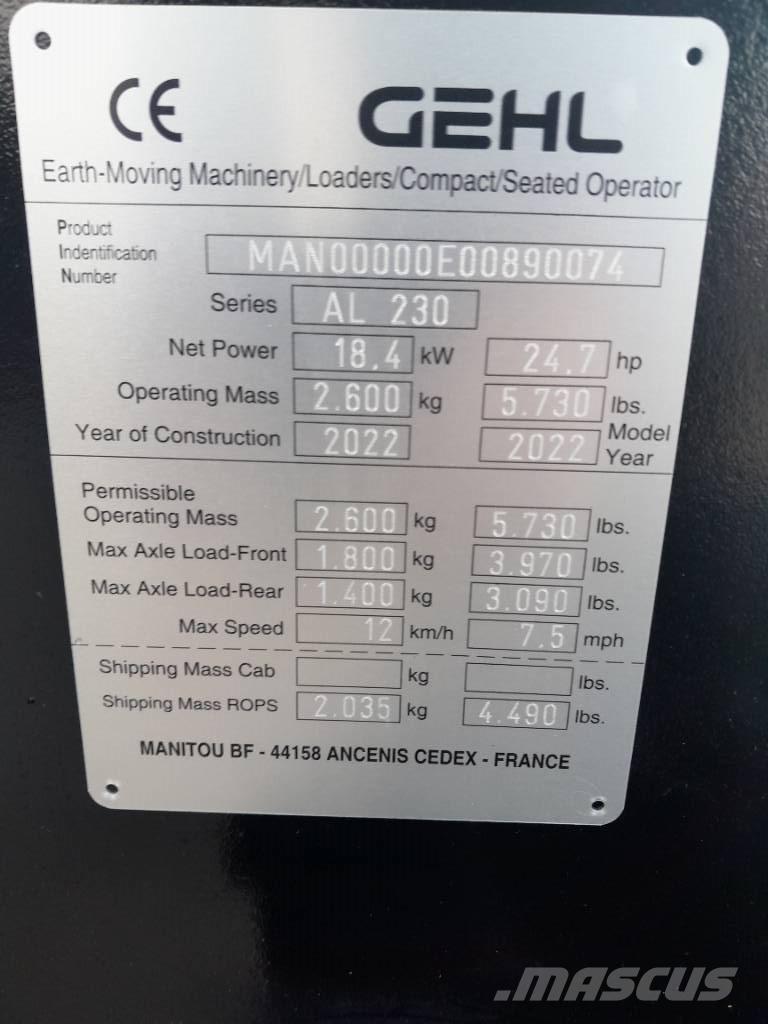 CE GEHL
Earth-Moving Machinery/Loaders/Compact/Seated Operator
Product
Indentification
Number
MAN00000E00890074
Series AL 230
Net Power 18.4 kW 24.7 hp
Operating Mass 2.600 kg 5.730 lbs.
Year of Construction 2022 2022 Model Year
Permissible
Operating Mass 2.600 kg 5.730 lbs.
Max Axle Load-Front 1.800 kg 3.970 lbs.
Max Axle Load-Rear 1.400 kg 3.090 lbs.
Max Speed 12 km/h 7.5 mph
Shipping Mass Cab kg lbs.
Shipping Mass ROPS 2.035 kg 4.490 lbs.
MANITOU BF - 44158 ANCENIS CEDEX - FRANCE
MASCUS